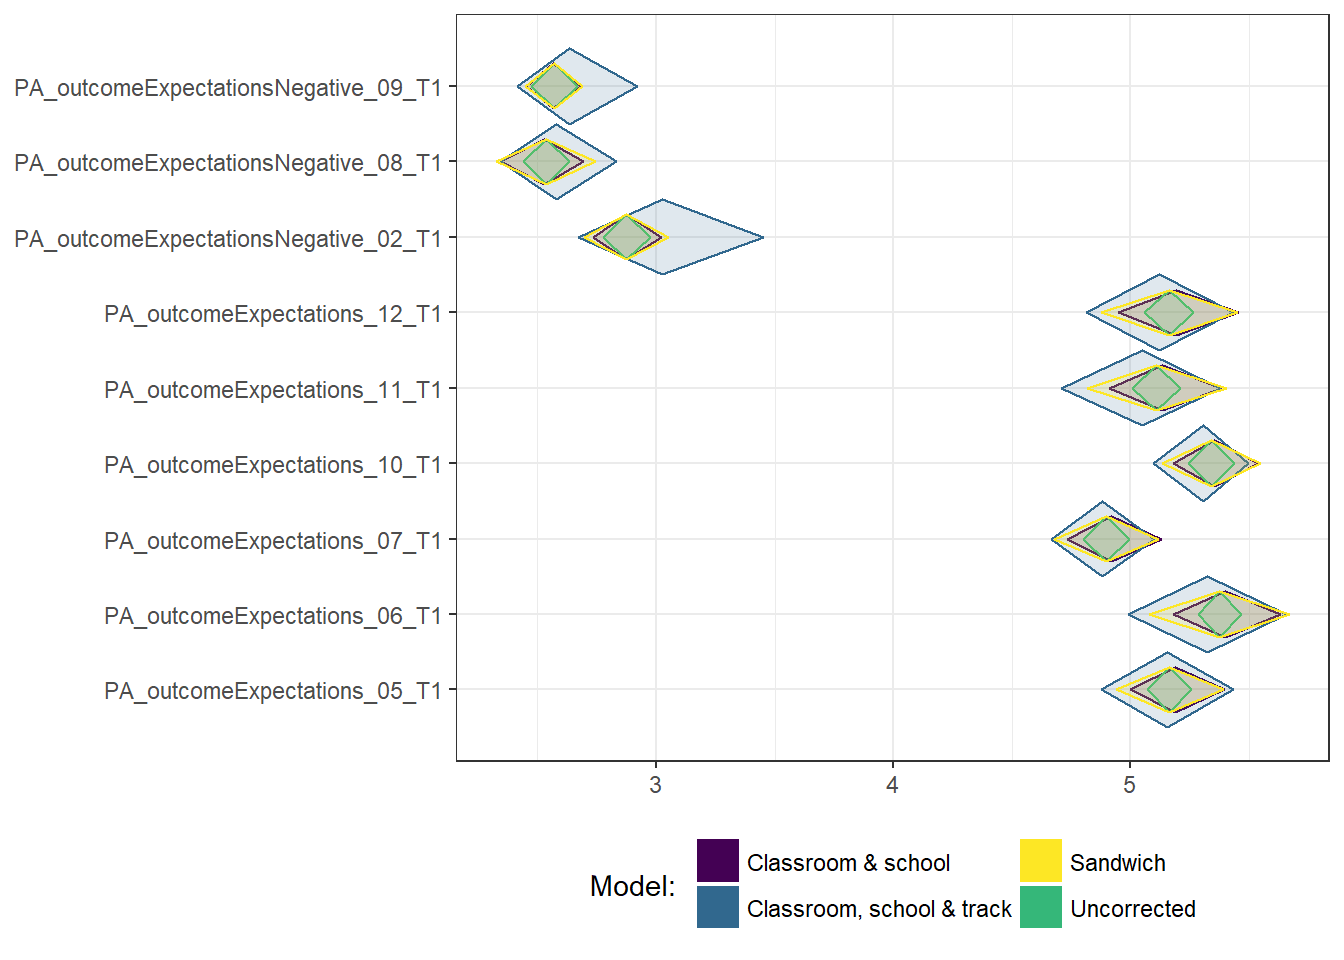 PA_outcomeExpectationsNegative_09_T1
PA_outcomeExpectationsNegative_08_T1
PA_outcomeExpectationsNegative_02_T1
PA_outcomeExpectations_12_T1
PA_outcomeExpectations_11_T1
PA_outcomeExpectations_10_T1
PA_outcomeExpectations_07_T1
PA_outcomeExpectations_06_T1
PA_outcomeExpectations_05_T1
3 4 5
Model:
Classroom & school
Classroom, school & track
Sandwich
Uncorrected